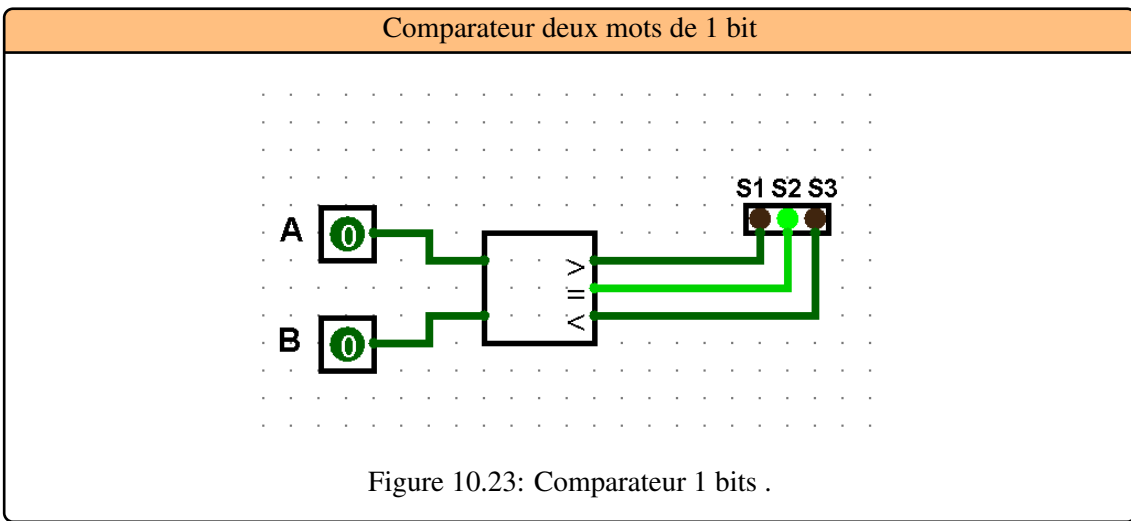 Comparateur deux mots de 1 bit
S1 S2 S3
A
0
>
=
<
B
0
Figure 10.23: Comparateur 1 bits .